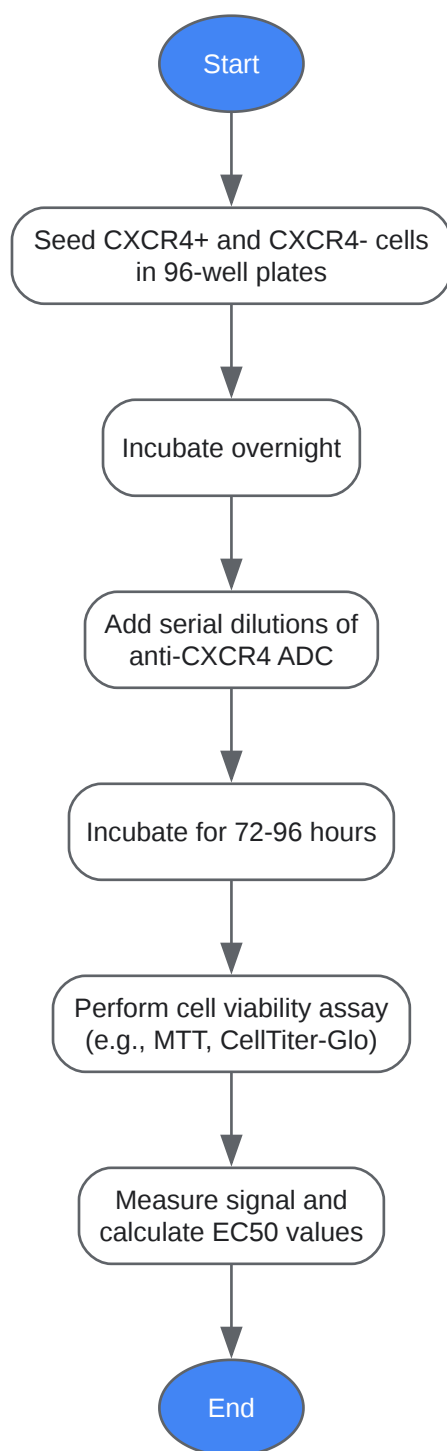 Start
Seed CXCR4+ and CXCR4- cells
in 96-well plates
Incubate overnight
Add serial dilutions of
anti-CXCR4 ADC
Incubate for 72-96 hours
Perform cell viability assay
(e.g., MTT, CellTiter-Glo)
Measure signal and
calculate EC50 values
End